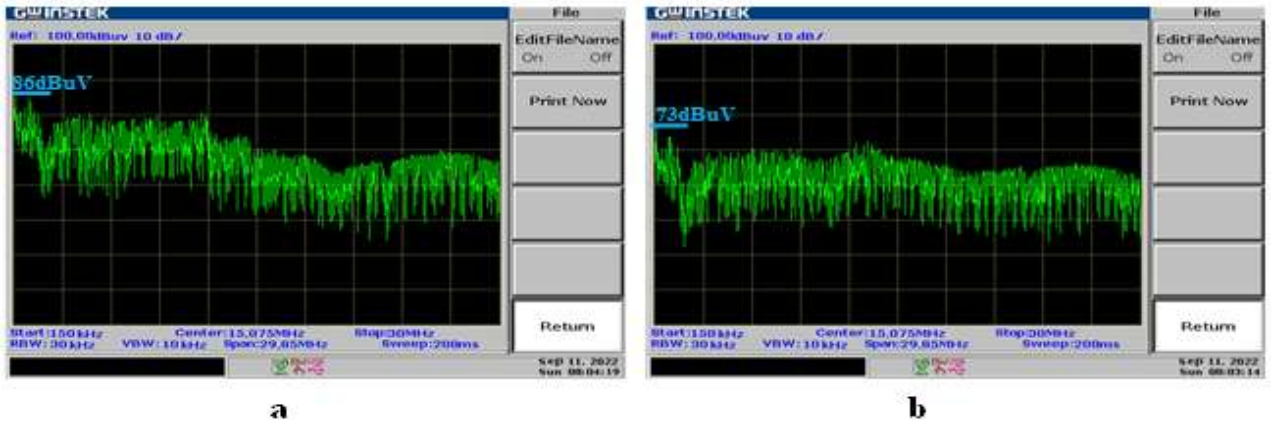 GWINSTEK
File
Ref: 100.00dBuv 10 dB/
EditFileName
On Off
86dBuV
Print Now
Start:150kHz Center:15.075MHz Stop:30MHz
RBW: 30kHz VBW: 10kHz Span:29.85MHz Sweep:200ms
Return
Sep 11, 2022
Sun 08:04:19
a
GWINSTEK
File
Ref: 100.00dBuv 10 dB/
EditFileName
On Off
73dBuV
Print Now
Start:150kHz Center:15.075MHz Stop:30MHz
RBW: 30kHz VBW: 10kHz Span:29.85MHz Sweep:200ms
Return
Sep 11, 2022
Sun 08:03:14
b